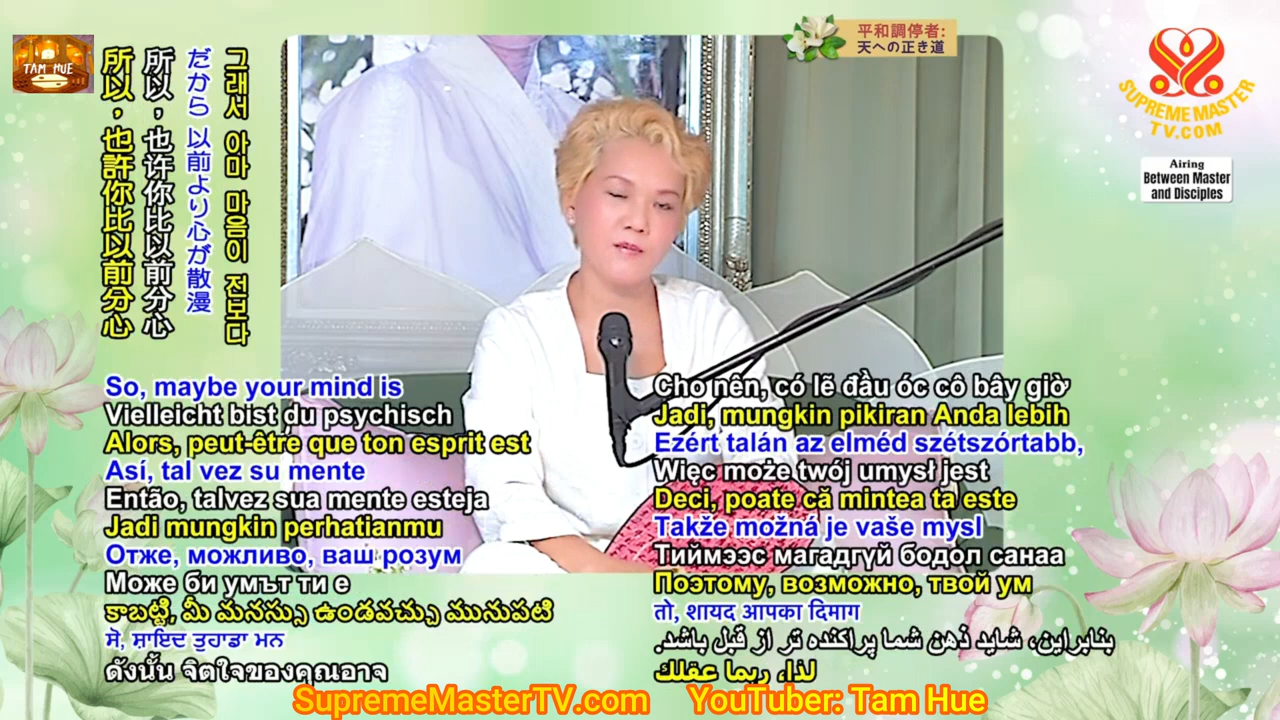 TAM HUE
所以，也許你比以前分心
所以，也许你比以前分心
だから 以前より心が散漫
그래서 아마 마음이 전보다
平和調停者:
天への正き道
SUPREME MASTER
TV.COM
Airing
Between Master
and Disciples
So, maybe your mind is
Vielleicht bist du psychisch
Alors, peut-être que ton esprit est
Así, tal vez su mente
Então, talvez sua mente esteja
Jadi mungkin perhatianmu
Отже, можливо, ваш розум
Може би умът ти е
కాబట్టి, మీ మనస్సు ఉండవచ్చు మునుపటి
ਸੋ, ਸ਼ਾਇਦ ਤੁਹਾਡਾ ਮਨ
ดังนั้น จิตใจของคุณอาจ
Cho nên, có lẽ đầu óc cô bây giờ
Jadi, mungkin pikiran Anda lebih
Ezért talán az elméd szétszórtabb,
Więc może twój umysł jest
Deci, poate că mintea ta este
Takže možná je vaše mysl
Тиймээс магадгүй бодол санаа
Поэтому, возможно, твой ум
तो, शायद आपका दिमाग
بنابراین، شاید ذهن شما پراکنده تر از قبل باشد.
لذا، ربما عقلك
SupremeMasterTV.com YouTuber: Tam Hue